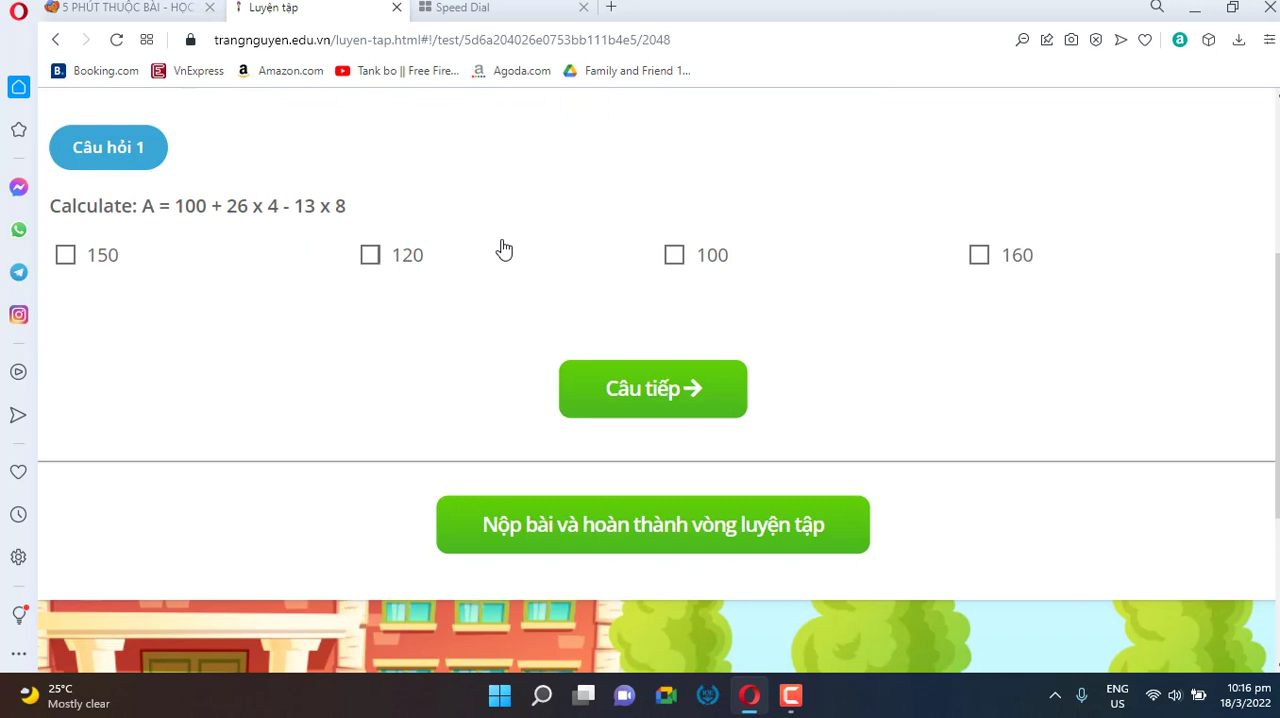 5 PHÚT THUỘC BÀI - HỌC
Luyện tập
Speed Dial
trangnguyen.edu.vn/luyen-tap.html#!/test/5d6a204026e0753bb111b4e5/2048
B. Booking.com
VnExpress
Amazon.com
Tank bo || Free Fire...
Agoda.com
Family and Friend 1...
Câu hỏi 1
Calculate: A = 100 + 26 x 4 - 13 x 8
150
120
100
160
Câu tiếp
Nộp bài và hoàn thành vòng luyện tập
25°C
Mostly clear
ENG
US
10:16 pm
18/3/2022